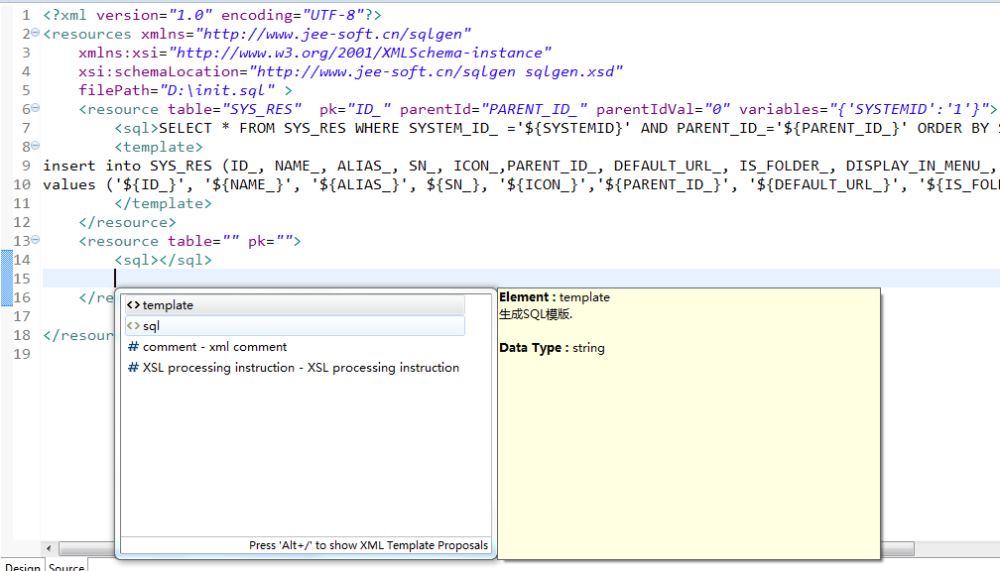 1 <?xml version="1.0" encoding="UTF-8"?>
2 <resources xmlns="http://www.jee-soft.cn/sqlgen"
3 xmlns:xsi="http://www.w3.org/2001/XMLSchema-instance"
4 xsi:schemaLocation="http://www.jee-soft.cn/sqlgen sqlgen.xsd"
5 filePath="D:\init.sql" >
6 <resource table="SYS_RES" pk="ID_" parentId="PARENT_ID_" parentIdVal="0" variables="{'SYSTEMID':'1'}">
7 <sql>SELECT * FROM SYS_RES WHERE SYSTEM_ID_ ='${SYSTEMID}' AND PARENT_ID_='${PARENT_ID_}' ORDER BY
8 <template>
9 insert into SYS_RES (ID_, NAME_, ALIAS_, SN_, ICON_,PARENT_ID_, DEFAULT_URL_, IS_FOLDER_, DISPLAY_IN_MENU_,
10 values ('${ID_}', '${NAME_}', '${ALIAS_}', ${SN_}, '${ICON_}','${PARENT_ID_}', '${DEFAULT_URL_}', '${IS_FOL
11 </template>
12 </resource>
13 <resource table="" pk="">
14 <sql></sql>
15
16 </re
17
18 </resour
19
<> template
<> sql
# comment - xml comment
# XSL processing instruction - XSL processing instruction
Press 'Alt+/' to show XML Template Proposals
Element : template
生成SQL模版.
Data Type : string
Design Source